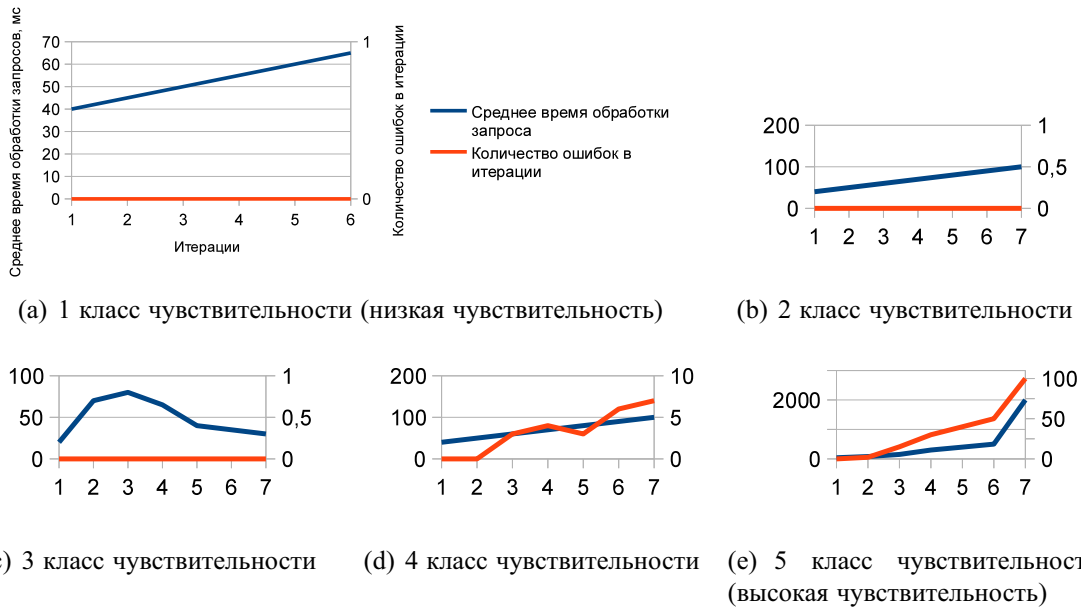 Среднее время обработки запросов, мс
70
60
50
40
30
20
10
0
1
0
1 2 3 4 5 6
Итерации
Количество ошибок в итерации
Среднее время обработки
запроса
Количество ошибок в
итерации
200
100
0
1
0,5
0
1 2 3 4 5 6 7
(a) 1 класс чувствительности (низкая чувствительность)
(b) 2 класс чувствительности
100
50
0
1
0,5
0
1 2 3 4 5 6 7
200
100
0
10
5
0
1 2 3 4 5 6 7
2000
0
100
50
0
1 2 3 4 5 6 7
) 3 класс чувствительности
(d) 4 класс чувствительности
(e) 5 класс чувствительност
(высокая чувствительность)